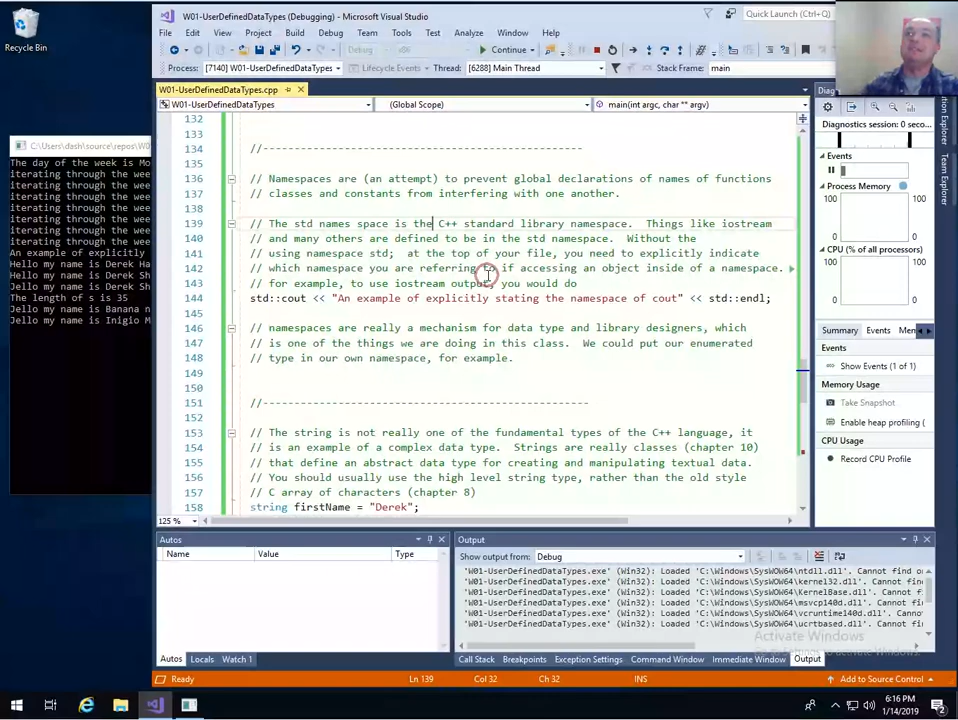 Recycle Bin
W01-UserDefinedDataTypes (Debugging) - Microsoft Visual Studio
Quick Launch (Ctrl+Q)
File Edit View Project Build Debug Team Tools Test Analyze Window Help
Debug x86 Continue
Process: [7140] W01-UserDefinedDataTypes Lifecycle Events Thread: [6288] Main Thread Stack Frame: main
W01-UserDefinedDataTypes.cpp
W01-UserDefinedDataTypes (Global Scope) main(int argc, char ** argv)
C:\Users\dash\source\repos\W0
The day of the week is Mo
iterating through the wee
iterating through the wee
iterating through the wee
iterating through the wee
iterating through the wee
An example of explicitly
Hello my name is Derek Ha
Hello my name is Derek Sh
Hello my name is Derek Sh
The length of s is 35
Jello my name is Banana n
Jello my name is Inigio M
132
133
134 //------------------------------------------------------------
135
136 // Namespaces are (an attempt) to prevent global declarations of names of functions
137 // classes and constants from interfering with one another.
138
139 // The std names space is the C++ standard library namespace.  Things like iostream
140 // and many others are defined to be in the std namespace.  Without the
141 // using namespace std;  at the top of your file, you need to explicitly indicate
142 // which namespace you are referring to if accessing an object inside of a namespace.
143 // for example, to use iostream output, you would do
144 std::cout << "An example of explicitly stating the namespace of cout" << std::endl;
145
146 // namespaces are really a mechanism for data type and library designers, which
147 // is one of the things we are doing in this class.  We could put our enumerated
148 // type in our own namespace, for example.
149
150
151 //-------------------------------------------------------------
152
153 // The string is not really one of the fundamental types of the C++ language, it
154 // is an example of a complex data type.  Strings are really classes (chapter 10)
155 // that define an abstract data type for creating and manipulating textual data.
156 // You should usually use the high level string type, rather than the old style
157 // C array of characters (chapter 8)
158 string firstName = "Derek";
125 %
Diag
Diagnostics session: 0 seco
Events
Process Memory
100 100
0 0
CPU (% of all processors)
100 100
0 0
Summary Events Mem
Events
Show Events (1 of 1)
Memory Usage
Take Snapshot
Enable heap profiling (
CPU Usage
Record CPU Profile
Explorer
Team Explorer
Autos
Name Value Type
Autos Locals Watch 1
Output
Show output from: Debug
'W01-UserDefinedDataTypes.exe' (Win32): Loaded 'C:\Windows\SysWOW64\ntdll.dll'. Cannot find o
'W01-UserDefinedDataTypes.exe' (Win32): Loaded 'C:\Windows\SysWOW64\kernel32.dll'. Cannot fi
'W01-UserDefinedDataTypes.exe' (Win32): Loaded 'C:\Windows\SysWOW64\KernelBase.dll'. Cannot
'W01-UserDefinedDataTypes.exe' (Win32): Loaded 'C:\Windows\SysWOW64\msvcp140d.dll'. Cannot f
'W01-UserDefinedDataTypes.exe' (Win32): Loaded 'C:\Windows\SysWOW64\vcruntime140d.dll'. Cann
'W01-UserDefinedDataTypes.exe' (Win32): Loaded 'C:\Windows\SysWOW64\ucrtbased.dll'. Cannot f
Activate Windows
Call Stack Breakpoints Exception Settings Command Window Immediate Window Output
Ready Ln 139 Col 32 Ch 32 INS Add to Source Control
6:16 PM
1/14/2019
2